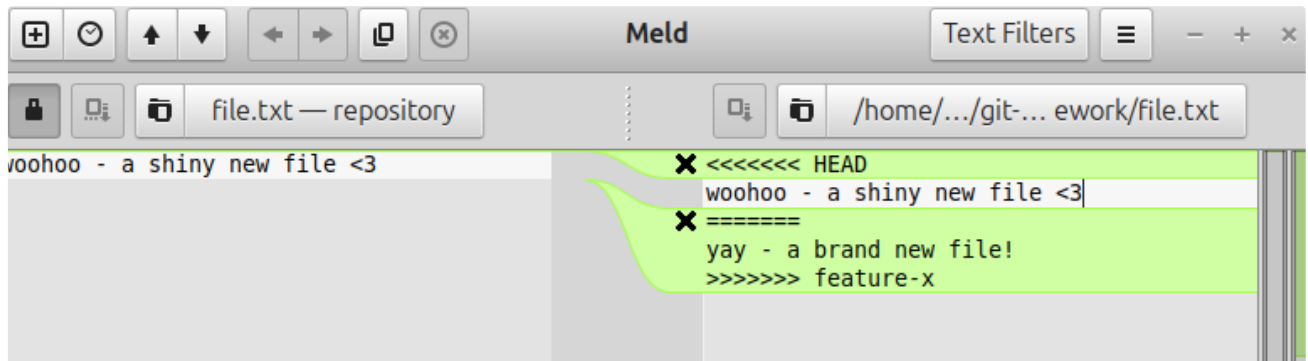 Meld
Text Filters
file.txt — repository
/home/.../git-... ework/file.txt
woohoo - a shiny new file <3
<<<<<<< HEAD
woohoo - a shiny new file <3
=======
yay - a brand new file!
>>>>>>> feature-x